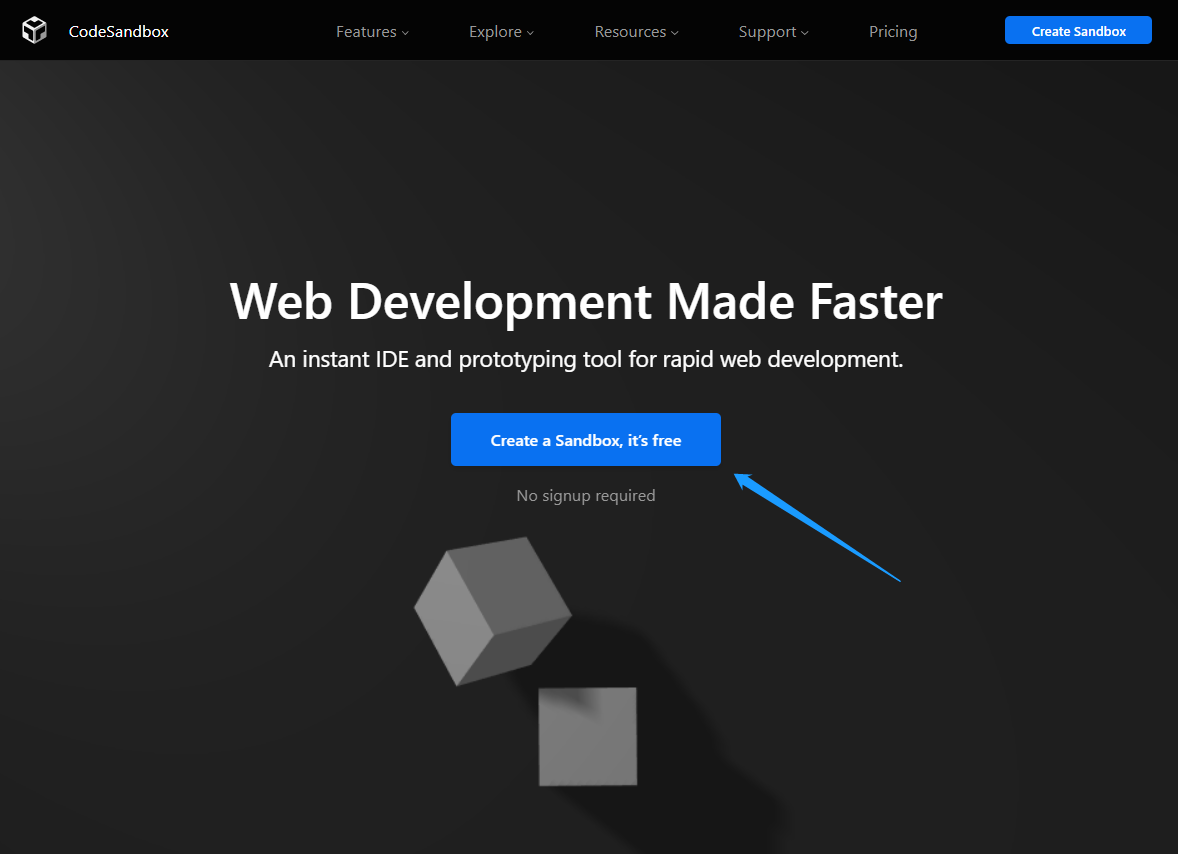 CodeSandbox
Features
Explore
Resources
Support
Pricing
Create Sandbox
Web Development Made Faster
An instant IDE and prototyping tool for rapid web development.
Create a Sandbox, it’s free
No signup required